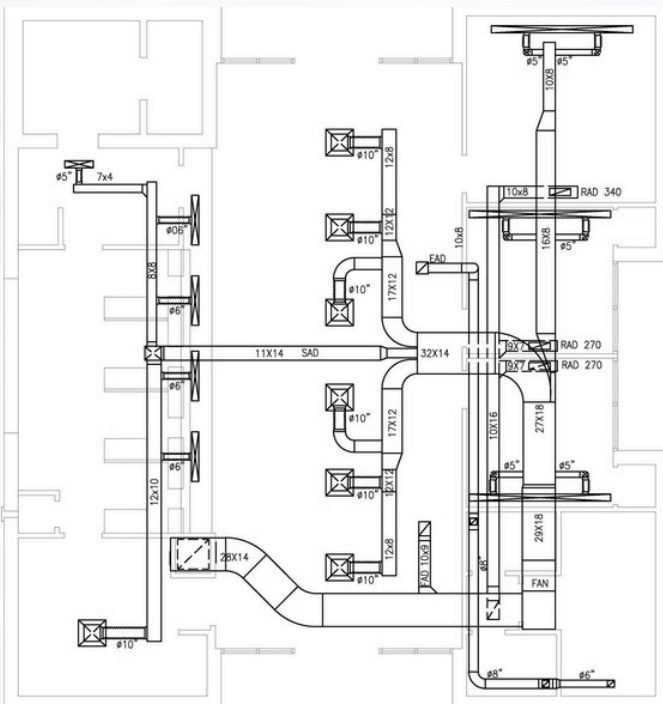 ø5" ø5"
10X8
ø10"
12x8
ø5" 7x4
10x8 RAD 340
ø06"
12X12
ø10"
10x8
16X8
ø5"
FAD
8X8
17X12
ø10"
ø6"
11X14 SAD
32X14
9X7 RAD 270
9X7 RAD 270
ø6"
ø10"
17X12
10X16
27X18
ø6"
ø5" ø5"
12x10
12X12
ø10"
29X18
28X14
12x8
ø10"
FAD 10x9
ø8"
FAN
ø10"
ø8"
ø6"